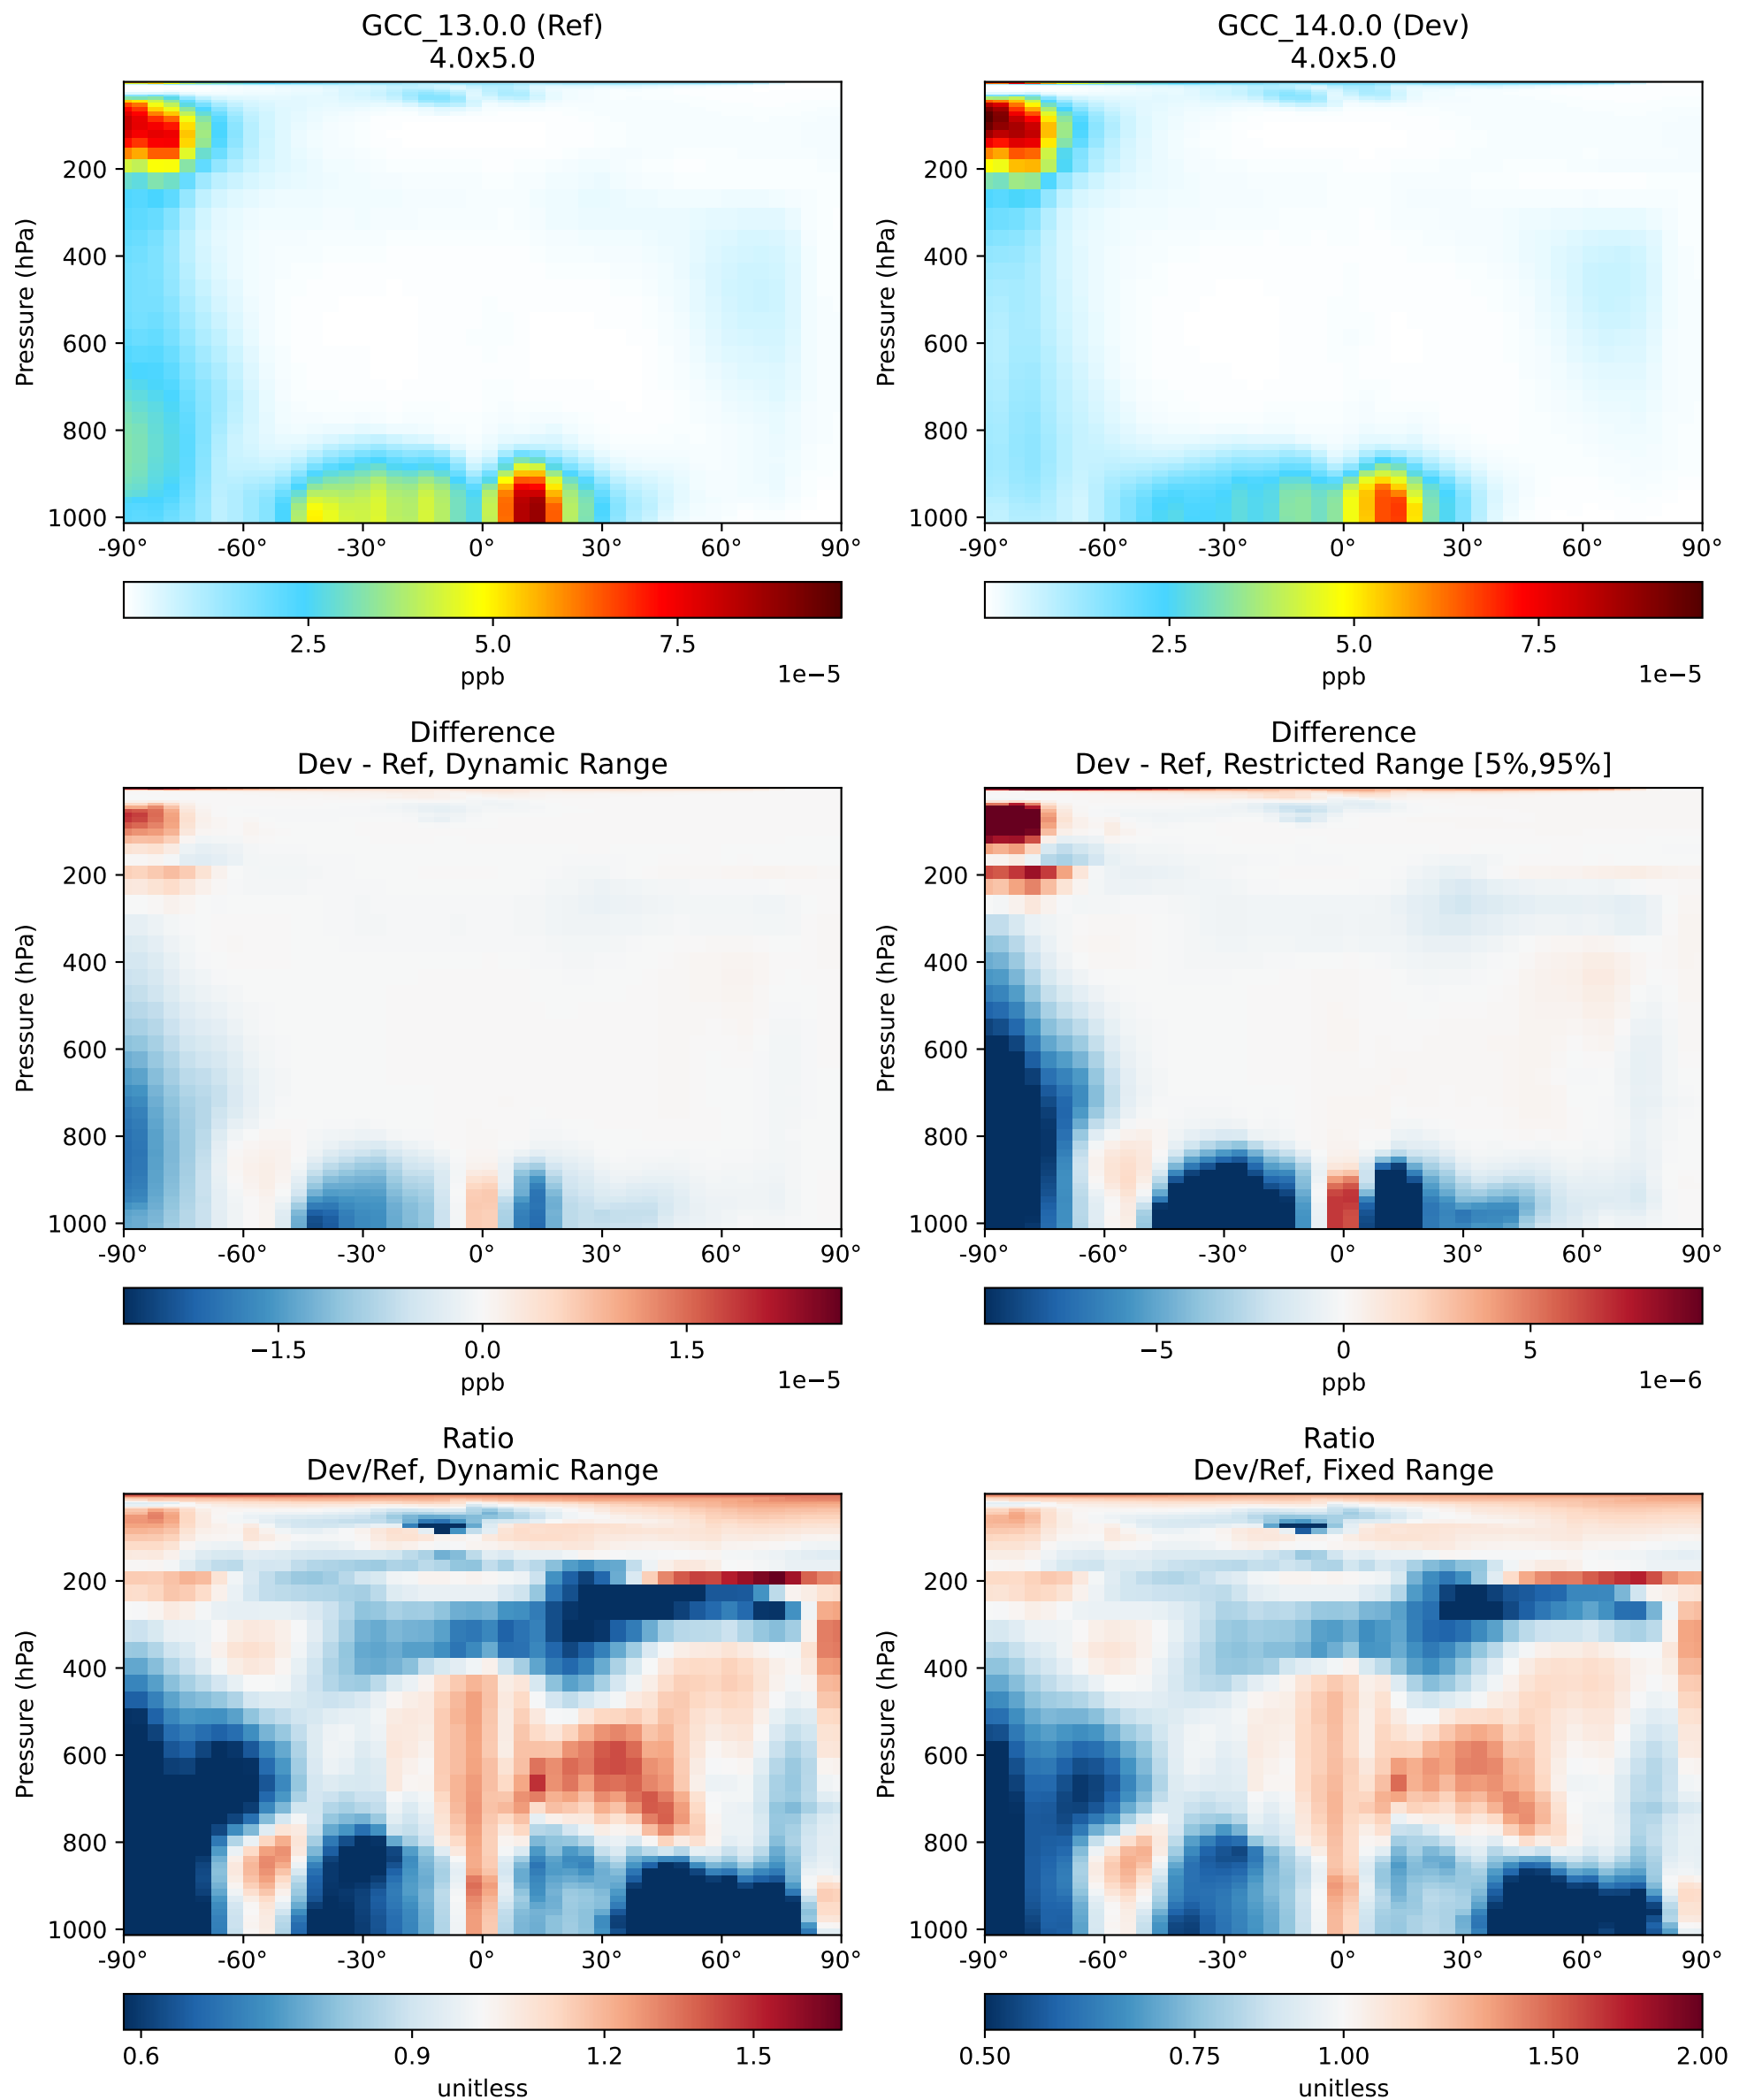 GCC_13.0.0 (Ref)
4.0x5.0
Pressure (hPa)
200
400
600
800
1000
-90° -60° -30° 0° 30° 60° 90°
2.5 5.0 7.5
ppb 1e−5
GCC_14.0.0 (Dev)
4.0x5.0
Pressure (hPa)
200
400
600
800
1000
-90° -60° -30° 0° 30° 60° 90°
2.5 5.0 7.5
ppb 1e−5
Difference
Dev - Ref, Dynamic Range
Pressure (hPa)
200
400
600
800
1000
-90° -60° -30° 0° 30° 60° 90°
−1.5 0.0 1.5
ppb 1e−5
Difference
Dev - Ref, Restricted Range [5%,95%]
Pressure (hPa)
200
400
600
800
1000
-90° -60° -30° 0° 30° 60° 90°
−5 0 5
ppb 1e−6
Ratio
Dev/Ref, Dynamic Range
Pressure (hPa)
200
400
600
800
1000
-90° -60° -30° 0° 30° 60° 90°
0.6 0.9 1.2 1.5
unitless
Ratio
Dev/Ref, Fixed Range
Pressure (hPa)
200
400
600
800
1000
-90° -60° -30° 0° 30° 60° 90°
0.50 0.75 1.00 1.50 2.00
unitless